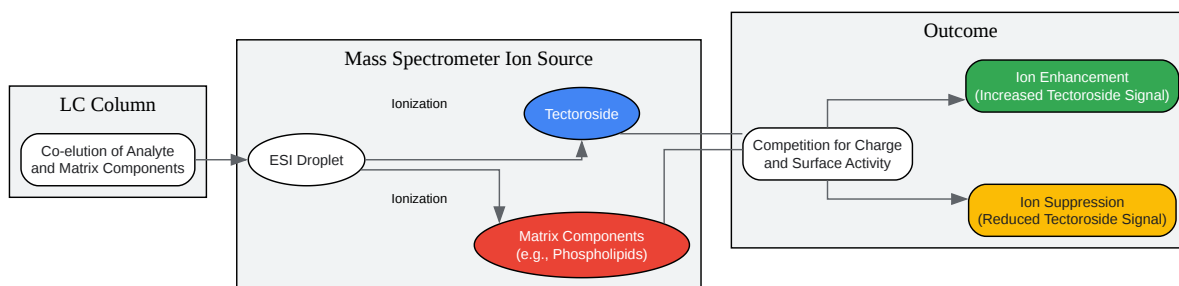 LC Column
Co-elution of Analyte
and Matrix Components
Mass Spectrometer Ion Source
ESI Droplet
Ionization
Ionization
Tectoroside
Matrix Components
(e.g., Phospholipids)
Outcome
Competition for Charge
and Surface Activity
Ion Enhancement
(Increased Tectoroside Signal)
Ion Suppression
(Reduced Tectoroside Signal)